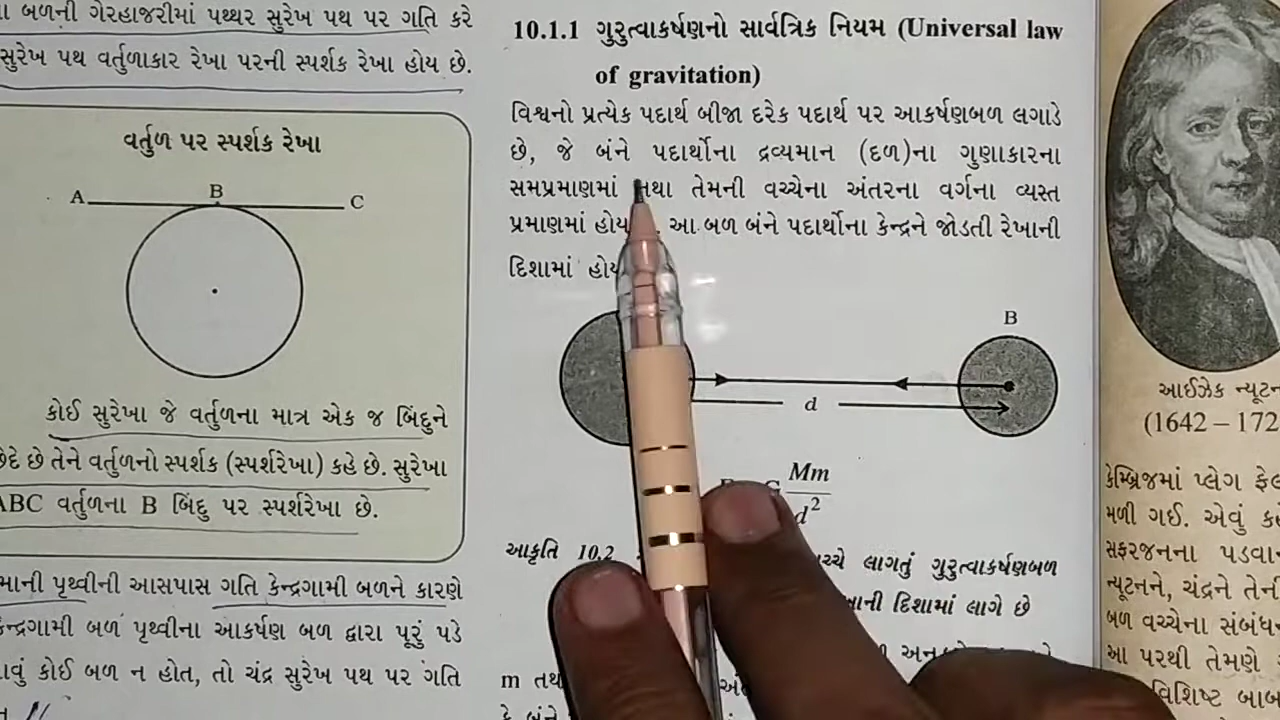 બળની ગેરહાજરીમાં પથ્થર સુરેખ પથ પર ગતિ કરે
સુરેખ પથ વર્તુળાકાર રેખા પરની સ્પર્શક રેખા હોય છે.
વર્તુળ પર સ્પર્શક રેખા
A B C
કોઈ સુરેખા જે વર્તુળના માત્ર એક જ બિંદુને
છેદે છે તેને વર્તુળનો સ્પર્શક (સ્પર્શરેખા) કહે છે. સુરેખા
ABC વર્તુળના B બિંદુ પર સ્પર્શરેખા છે.
પૃથ્વીની આસપાસ ગતિ કેન્દ્રગામી બળને કારણે
કેન્દ્રગામી બળ પૃથ્વીના આકર્ષણ બળ દ્વારા પૂરું પડે
આવું કોઈ બળ ન હોત, તો ચંદ્ર સુરેખ પથ પર ગતિ
10.1.1 ગુરુત્વાકર્ષણનો સાર્વત્રિક નિયમ (Universal law
of gravitation)
વિશ્વનો પ્રત્યેક પદાર્થ બીજા દરેક પદાર્થ પર આકર્ષણબળ લગાડે
છે, જે બંને પદાર્થોના દ્રવ્યમાન (દળ)ના ગુણાકારના
સમપ્રમાણમાં તથા તેમની વચ્ચેના અંતરના વર્ગના વ્યસ્ત
પ્રમાણમાં હોય આ બળ બંને પદાર્થોના કેન્દ્રને જોડતી રેખાની
દિશામાં હોય
B
d
Mm
d²
આકૃતિ 10.2 લાગતું ગુરુત્વાકર્ષણબળ
દિશામાં લાગે છે
m
આઈઝેક ન્યૂટન
(1642 – 172
કેમ્બ્રિજમાં પ્લેગ
મળી ગઈ. એવું
સફરજનના
ન્યૂટનને, ચંદ્રને
બળ વચ્ચેના
આ પરથી તેમણે
વિશિષ્ટ